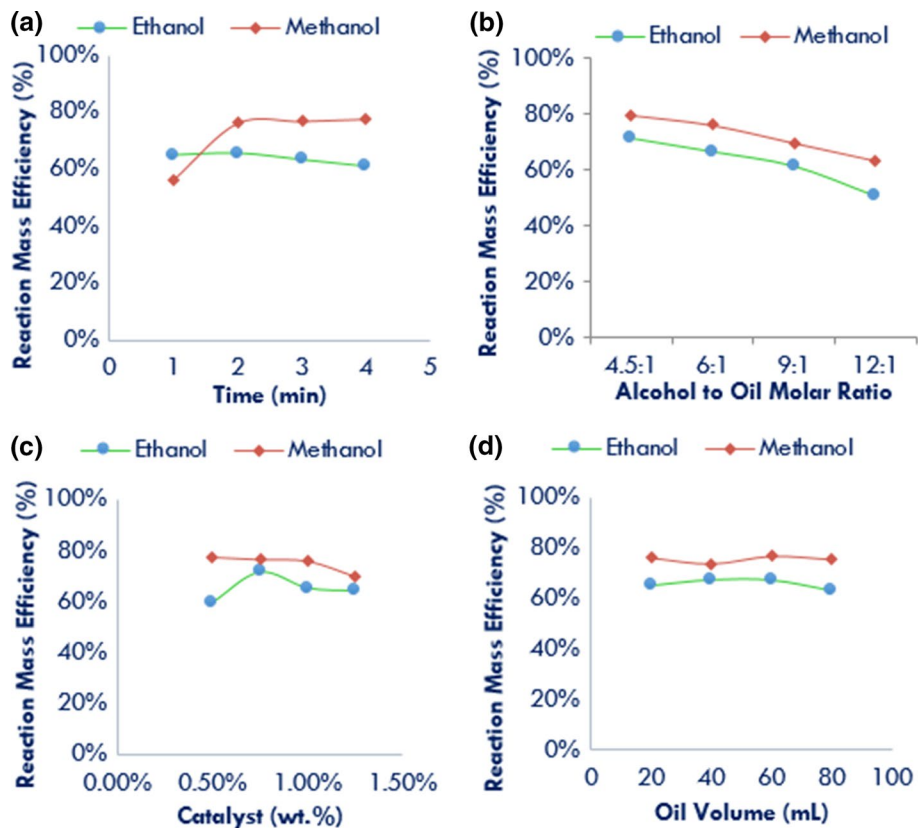 (a)
Ethanol Methanol
Reaction Mass Efficiency (%)
100%
80%
60%
40%
20%
0%
0 1 2 3 4 5
Time (min)
(b)
Ethanol Methanol
Reaction Mass Efficiency (%)
100%
80%
60%
40%
20%
0%
4.5:1 6:1 9:1 12:1
Alcohol to Oil Molar Ratio
(c)
Ethanol Methanol
Reaction Mass Efficiency (%)
100%
80%
60%
40%
20%
0%
0.00% 0.50% 1.00% 1.50%
Catalyst (wt.%)
(d)
Ethanol Methanol
Reaction Mass Efficiency (%)
100%
80%
60%
40%
20%
0%
0 20 40 60 80 100
Oil Volume (mL)